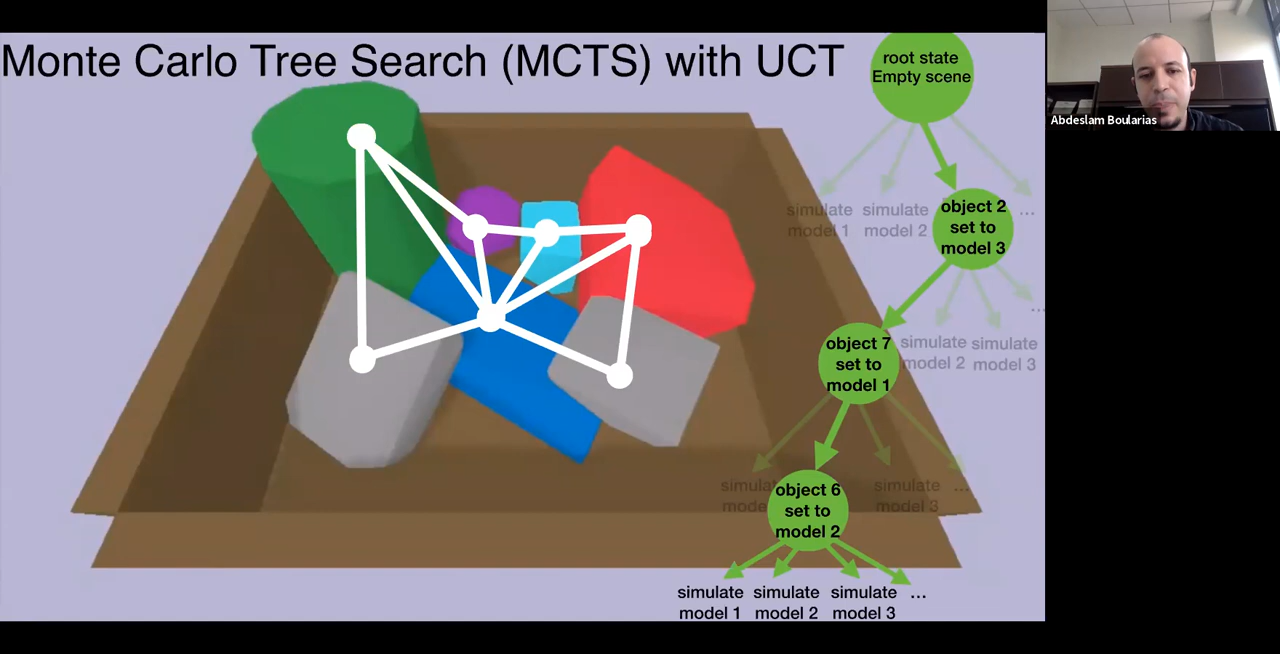 Monte Carlo Tree Search (MCTS) with UCT
root state
Empty scene
Abdeslam Boularias
simulate
model 1
simulate
model 2
object 2
set to
model 3
...
...
object 7
set to
model 1
simulate
model 2
simulate
model 3
object 6
set to
model 2
simulate
model 3
...
simulate
model 1
simulate
model 2
simulate
model 3
...